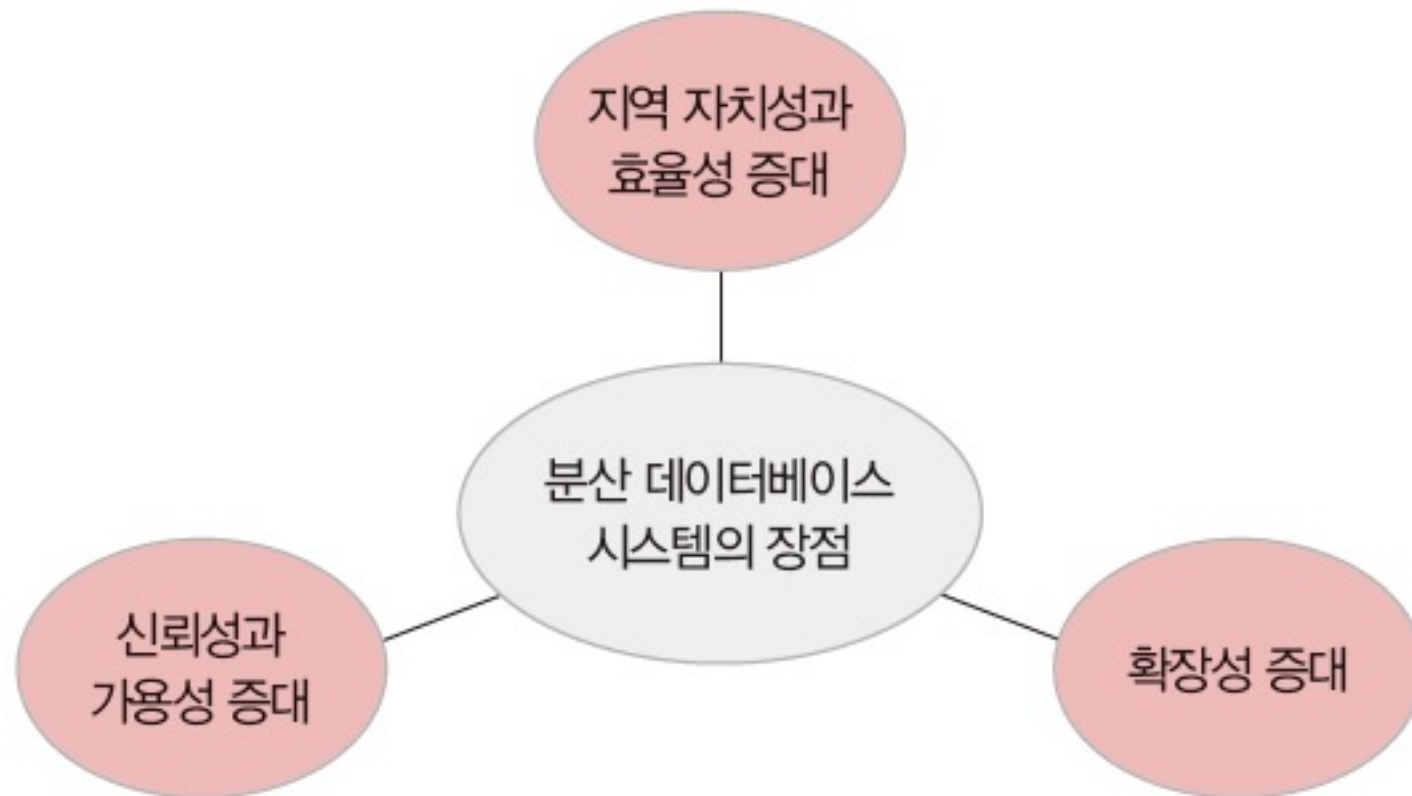 지역 자치성과
효율성 증대
분산 데이터베이스
시스템의 장점
신뢰성과
가용성 증대
확장성 증대